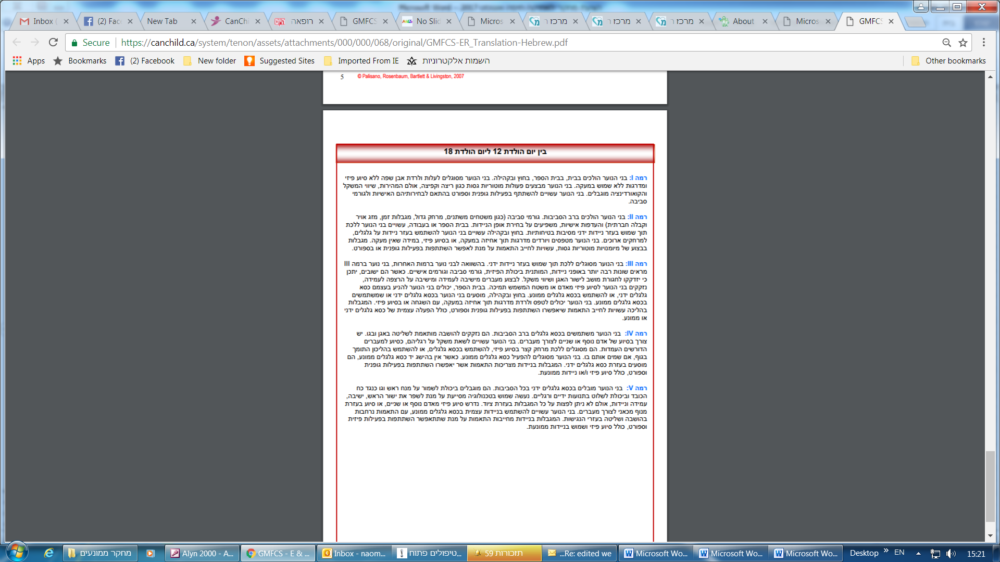 Microsoft Word
Inbox (
(2) Fac
New Tab
CanChi
רופאה
GMFCS
No Slid
Micros
מרכז ר
מרכז ר
מרכז ר
About
Micros
GMFCS
Secure
https://canchild.ca/system/tenon/assets/attachments/000/000/068/original/GMFCS-ER_Translation-Hebrew.pdf
Apps
Bookmarks
(2) Facebook
New folder
Suggested Sites
Imported From IE
השמות אלקטרוניות
Other bookmarks
5 © Palisano, Rosenbaum, Bartlett & Livingston, 2007
בין יום הולדת 12 ליום הולדת 18
רמה I: בני הנוער הולכים בבית, בבית הספר, בחוץ ובקהילה. בני הנוער מסוגלים לעלות ולרדת אבן שפה ללא סיוע פיזי
ומדרגות ללא שמוש במעקה. בני הנוער מבצעים פעולות מוטוריות גסות כגון ריצה וקפיצה, אולם המהירות, שיווי המשקל
והקואורדינציה מוגבלים. בני הנוער עשויים להשתתף בפעילות גופנית וספורט בהתאם לבחירותיהם האישיות ולגורמי
סביבה.
רמה II: בני הנוער הולכים ברב הסביבות. גורמי סביבה (כגון משטחים משתנים, מרחק גדול, מגבלות זמן, מזג אויר
וקבלה חברתית) והעדפות אישיות, משפיעים על בחירת אופן הניידות. בבית הספר או בעבודה, עשויים בני הנוער ללכת
תוך שמוש בעזר ניידות ידני מסיבות בטיחותיות. בחוץ ובקהילה עשויים בני הנוער להשתמש בעזר ניידות על גלגלים,
למרחקים ארוכים. בני הנוער מטפסים ויורדים מדרגות תוך אחיזה במעקה, או בסיוע פיזי, במידה שאין מעקה. מגבלות
בבצוע של מיומנויות מוטוריות גסות, עשויות לחייב התאמות על מנת לאפשר השתתפות בפעילות גופנית או בספורט.
רמה III: בני הנוער מסוגלים ללכת תוך שמוש בעזר ניידות ידני. בהשוואה לבני נוער ברמות האחרות, בני נוער ברמה III
מראים שונות רבה יותר באופני ניידות, המותנית ביכולת הפיזית, גורמי סביבה וגורמים אישיים. כאשר הם ישובים, יתכן
כי יזדקקו לחגורת מושב לישור האגן ושיווי משקל. לבצוע מעברים מישיבה לעמידה ומישיבה על הרצפה לעמידה,
נזקקים בני הנוער לסיוע פיזי מאדם או משטח המשמש תמיכה. בבית הספר, יכולים בני הנוער להניע בעצמם כסא
גלגלים ידני, או להשתמש בכסא גלגלים ממונע. בחוץ ובקהילה, מוסעים בני הנוער בכסא גלגלים ידני או שמשתמשים
בכסא גלגלים ממונע. בני הנוער יכולים לטפס ולרדת מדרגות תוך אחיזה במעקה, עם השגחה או בסיוע פיזי. המגבלות
בהליכה עשויות לחייב התאמות שיאפשרו השתתפות בפעילות גופנית וספורט, כולל הפעלה עצמית של כסא גלגלים ידני
או ממונע.
רמה IV: בני הנוער משתמשים בכסא גלגלים ברב הסביבות. הם נזקקים להושבה מותאמת לשליטה באגן ובגו. יש
צורך בסיוע של אדם נוסף או שניים לצורך מעברים. בני הנוער עשויים לשאת משקל על רגליהם, כסיוע למעברים
הדורשים העמדות. הם מסוגלים ללכת מרחק קצר בסיוע פיזי, להשתמש בכסא גלגלים, או להשתמש בהליכון התומך
בגוף, אם שמים אותם בו. בני הנוער מסוגלים להפעיל כסא גלגלים ממונע. כאשר אין בהישג יד כסא גלגלים ממונע, הם
מוסעים בעזרת כסא גלגלים ידני. המגבלות בניידות מצריכות התאמות אשר יאפשרו השתתפות בפעילות גופנית
וספורט, כולל סיוע פיזי ו/או ניידות ממונעת.
רמה V: בני הנוער מובלים בכסא גלגלים ידני בכל הסביבות. הם מוגבלים ביכולת לשמור על מנח ראש וגו כנגד כח
הכובד וביכולת לשלוט בתנועות ידיים ורגליים. נעשה שמוש בטכנולוגיה מסייעת על מנת לשפר את ישור הראש, ישיבה,
עמידה וניידות, אולם לא ניתן לפצות על כל המגבלות בעזרת ציוד. נדרש סיוע פיזי מאדם נוסף או שניים, או סיוע בעזרת
מנוף מכאני לצורך מעברים. בני הנוער עשויים להשתמש בניידות עצמית בכסא גלגלים ממונע, עם התאמות נרחבות
בהושבה ושליטה בעזרי הנגישות. המגבלות בניידות מחייבות התאמות על מנת שתתאפשר השתתפות בפעילות פיזית
וספורט, כולל סיוע פיזי ושמוש בניידות ממונעת.
מחקר ממונעים
Alyn 2000 - A...
GMFCS - E & ...
Inbox - naom...
טיפולים פתוח...
59 תזכורות
...Re: edited we
Microsoft Wo...
Microsoft Wo...
Microsoft Wo...
Desktop
EN
15:21